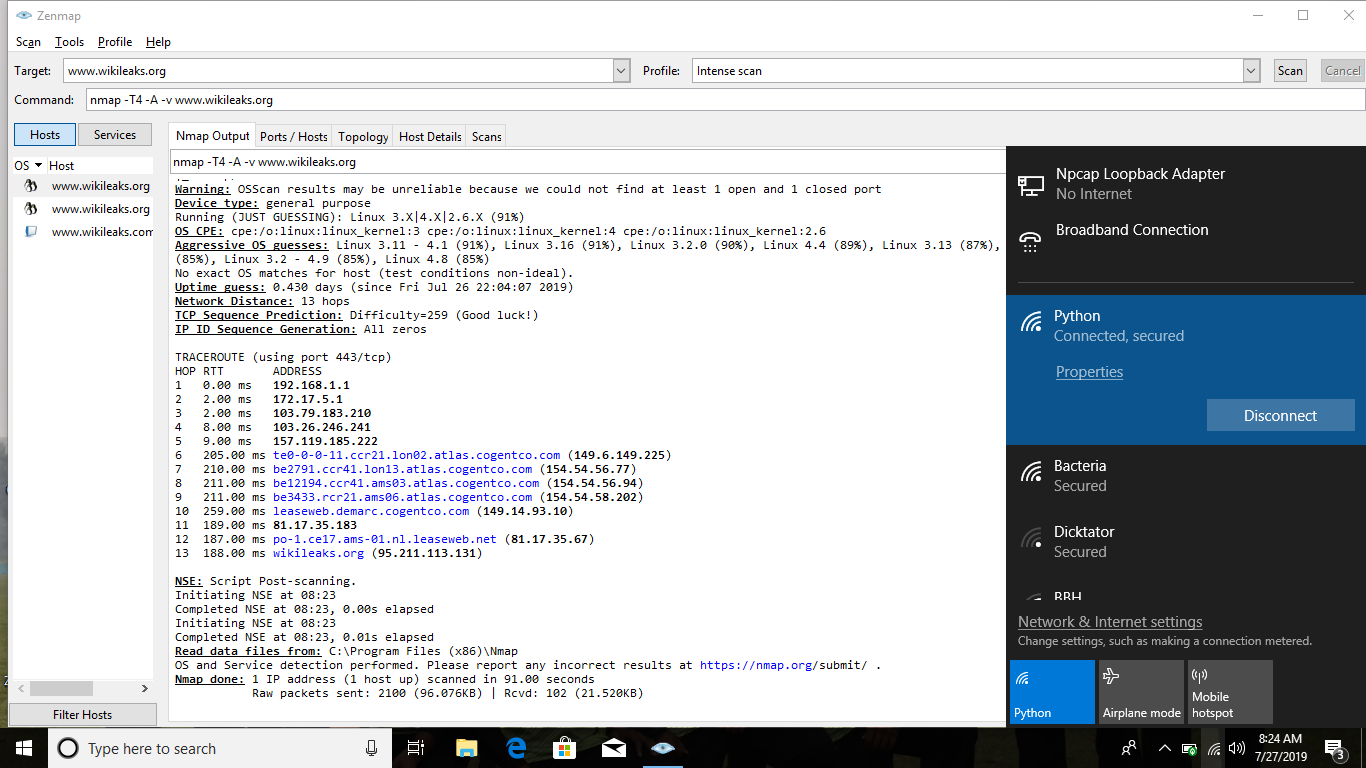 Zenmap
Scan Tools Profile Help
Target: www.wikileaks.org Profile: Intense scan Scan Cancel
Command: nmap -T4 -A -v www.wikileaks.org
Hosts Services
OS Host
www.wikileaks.org
www.wikileaks.org
www.wikileaks.com
Filter Hosts
Nmap Output Ports / Hosts Topology Host Details Scans
nmap -T4 -A -v www.wikileaks.org
Warning: OSScan results may be unreliable because we could not find at least 1 open and 1 closed port
Device type: general purpose
Running (JUST GUESSING): Linux 3.X|4.X|2.6.X (91%)
OS CPE: cpe:/o:linux:linux_kernel:3 cpe:/o:linux:linux_kernel:4 cpe:/o:linux:linux_kernel:2.6
Aggressive OS guesses: Linux 3.11 - 4.1 (91%), Linux 3.16 (91%), Linux 3.2.0 (90%), Linux 4.4 (89%), Linux 3.13 (87%),
(85%), Linux 3.2 - 4.9 (85%), Linux 4.8 (85%)
No exact OS matches for host (test conditions non-ideal).
Uptime guess: 0.430 days (since Fri Jul 26 22:04:07 2019)
Network Distance: 13 hops
TCP Sequence Prediction: Difficulty=259 (Good luck!)
IP ID Sequence Generation: All zeros
TRACEROUTE (using port 443/tcp)
HOP RTT ADDRESS
1 0.00 ms 192.168.1.1
2 2.00 ms 172.17.5.1
3 2.00 ms 103.79.183.210
4 8.00 ms 103.26.246.241
5 9.00 ms 157.119.185.222
6 205.00 ms te0-0-0-11.ccr21.lon02.atlas.cogentco.com (149.6.149.225)
7 210.00 ms be2791.ccr41.lon13.atlas.cogentco.com (154.54.56.77)
8 211.00 ms be12194.ccr41.ams03.atlas.cogentco.com (154.54.56.94)
9 211.00 ms be3433.rcr21.ams06.atlas.cogentco.com (154.54.58.202)
10 259.00 ms leaseweb.demarc.cogentco.com (149.14.93.10)
11 189.00 ms 81.17.35.183
12 187.00 ms po-1.ce17.ams-01.nl.leaseweb.net (81.17.35.67)
13 188.00 ms wikileaks.org (95.211.113.131)
NSE: Script Post-scanning.
Initiating NSE at 08:23
Completed NSE at 08:23, 0.00s elapsed
Initiating NSE at 08:23
Completed NSE at 08:23, 0.01s elapsed
Read data files from: C:\Program Files (x86)\Nmap
OS and Service detection performed. Please report any incorrect results at https://nmap.org/submit/ .
Nmap done: 1 IP address (1 host up) scanned in 91.00 seconds
Raw packets sent: 2100 (96.076KB) | Rcvd: 102 (21.520KB)
Npcap Loopback Adapter
No Internet
Broadband Connection
Python
Connected, secured
Properties
Disconnect
Bacteria
Secured
Dicktator
Secured
BBH
Network & Internet settings
Change settings, such as making a connection metered.
Python
Airplane mode
Mobile
hotspot
Type here to search
8:24 AM
7/27/2019
3